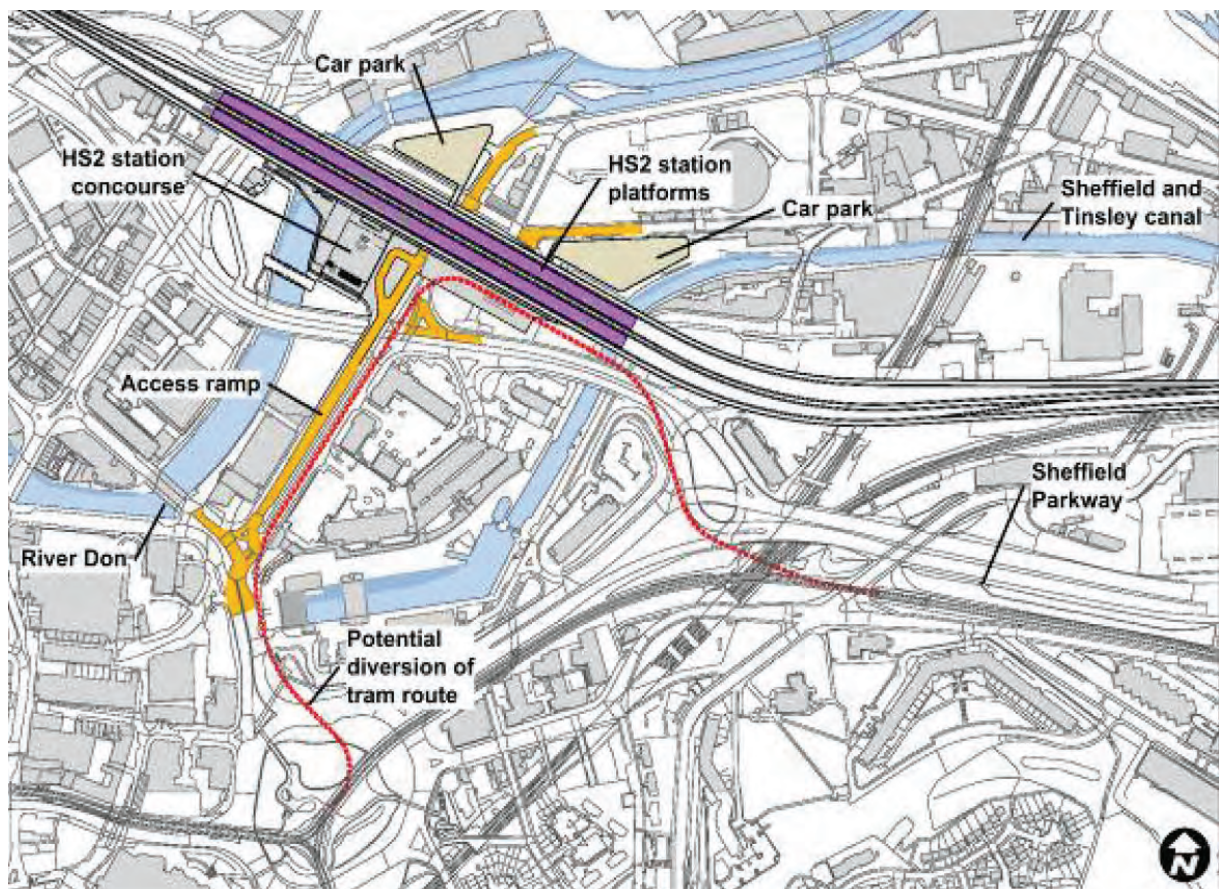 Car park
HS2 station
concourse
HS2 station
platforms
Car park
Sheffield and
Tinsley canal
Access ramp
Sheffield
Parkway
River Don
Potential
diversion of
tram route
N